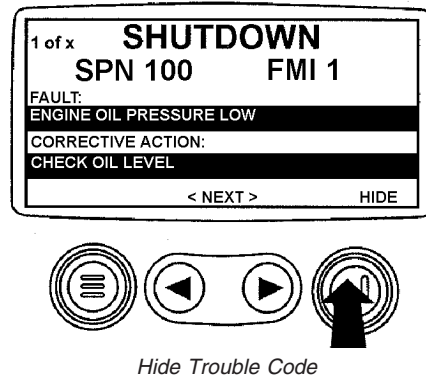 1 of x SHUTDOWN
SPN 100 FMI 1
FAULT:
ENGINE OIL PRESSURE LOW
CORRECTIVE ACTION:
CHECK OIL LEVEL
< NEXT > HIDE
Hide Trouble Code